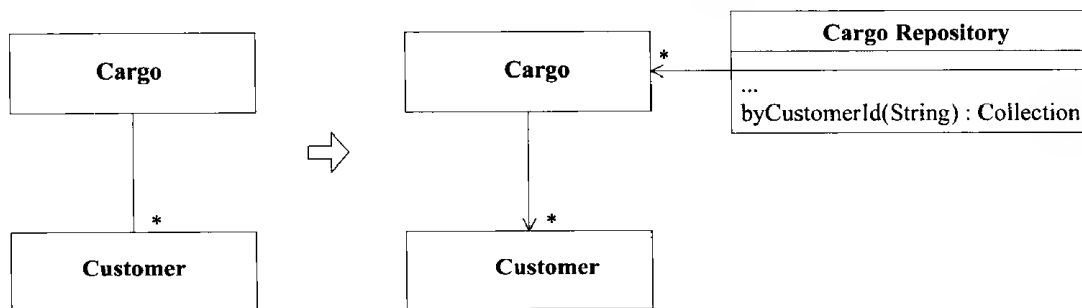 Cargo
*
Customer
Cargo
*
Customer
*
Cargo Repository
...
byCustomerId(String) : Collection